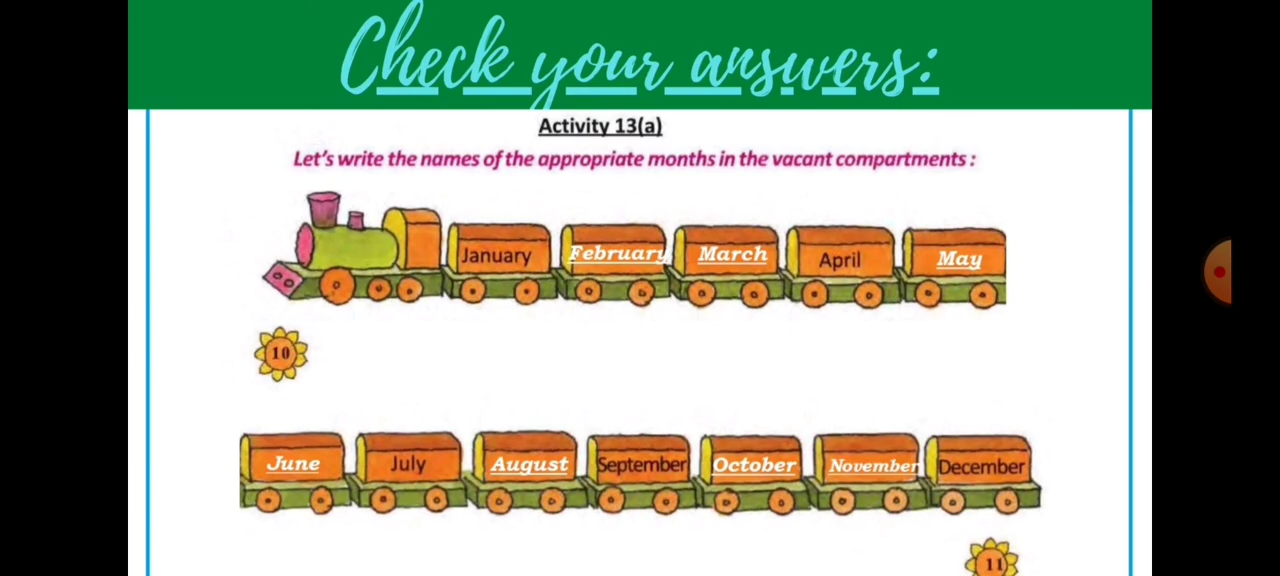 Check your answers:
Activity 13(a)
Let's write the names of the appropriate months in the vacant compartments :
January February March April May
10
June July August September October November December
11